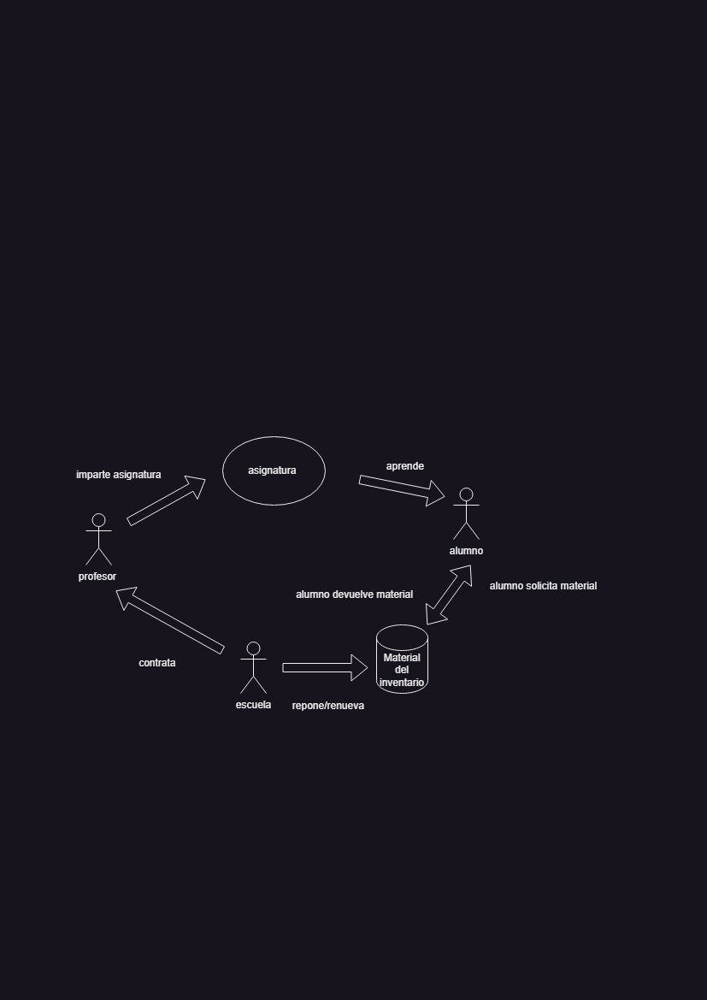 aprende
asignatura
imparte asignatura
alumno
profesor
alumno solicita material
alumno devuelve material
Material
del
inventario
contrata
escuela
repone/renueva